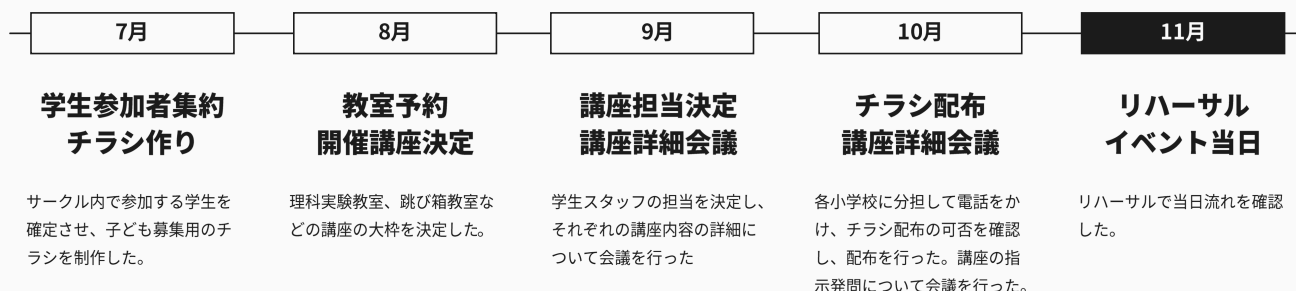 7月
学生参加者集約
チラシ作り
サークル内で参加する学生を
確定させ、子ども募集用のチ
ラシを制作した。
8月
教室予約
開催講座決定
理科実験教室、跳び箱教室な
どの講座の大枠を決定した。
9月
講座担当決定
講座詳細会議
学生スタッフの担当を決定し、
それぞれの講座内容の詳細に
ついて会議を行った
10月
チラシ配布
講座詳細会議
各小学校に分担して電話をか
け、チラシ配布の可否を確認
し、配布を行った。講座の指
示発問について会議を行った。
11月
リハーサル
イベント当日
リハーサルで当日流れを確認
した。